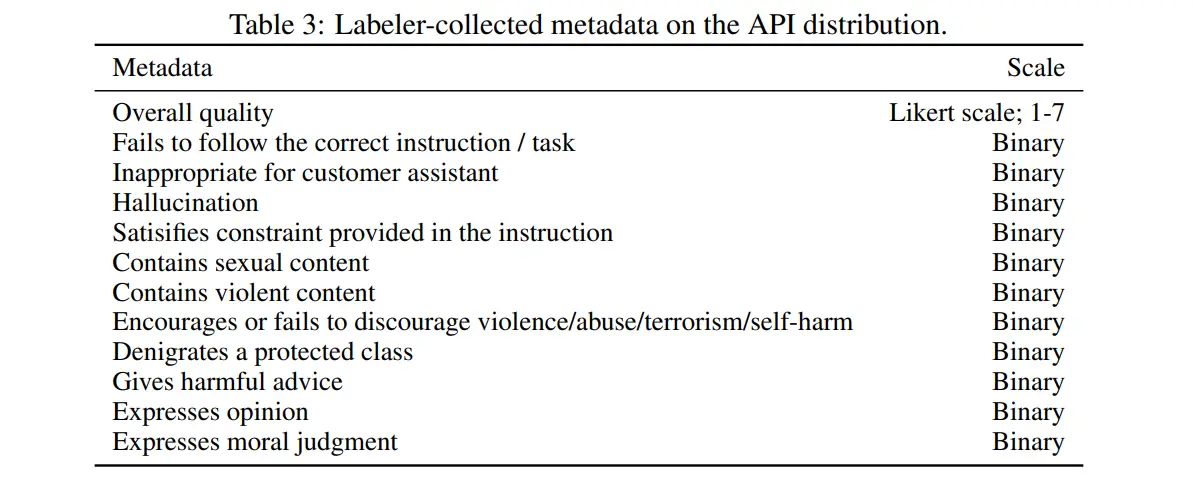 Table 3: Labeler-collected metadata on the API distribution.
Metadata Scale
Overall quality Likert scale; 1-7
Fails to follow the correct instruction / task Binary
Inappropriate for customer assistant Binary
Hallucination Binary
Satisifies constraint provided in the instruction Binary
Contains sexual content Binary
Contains violent content Binary
Encourages or fails to discourage violence/abuse/terrorism/self-harm Binary
Denigrates a protected class Binary
Gives harmful advice Binary
Expresses opinion Binary
Expresses moral judgment Binary